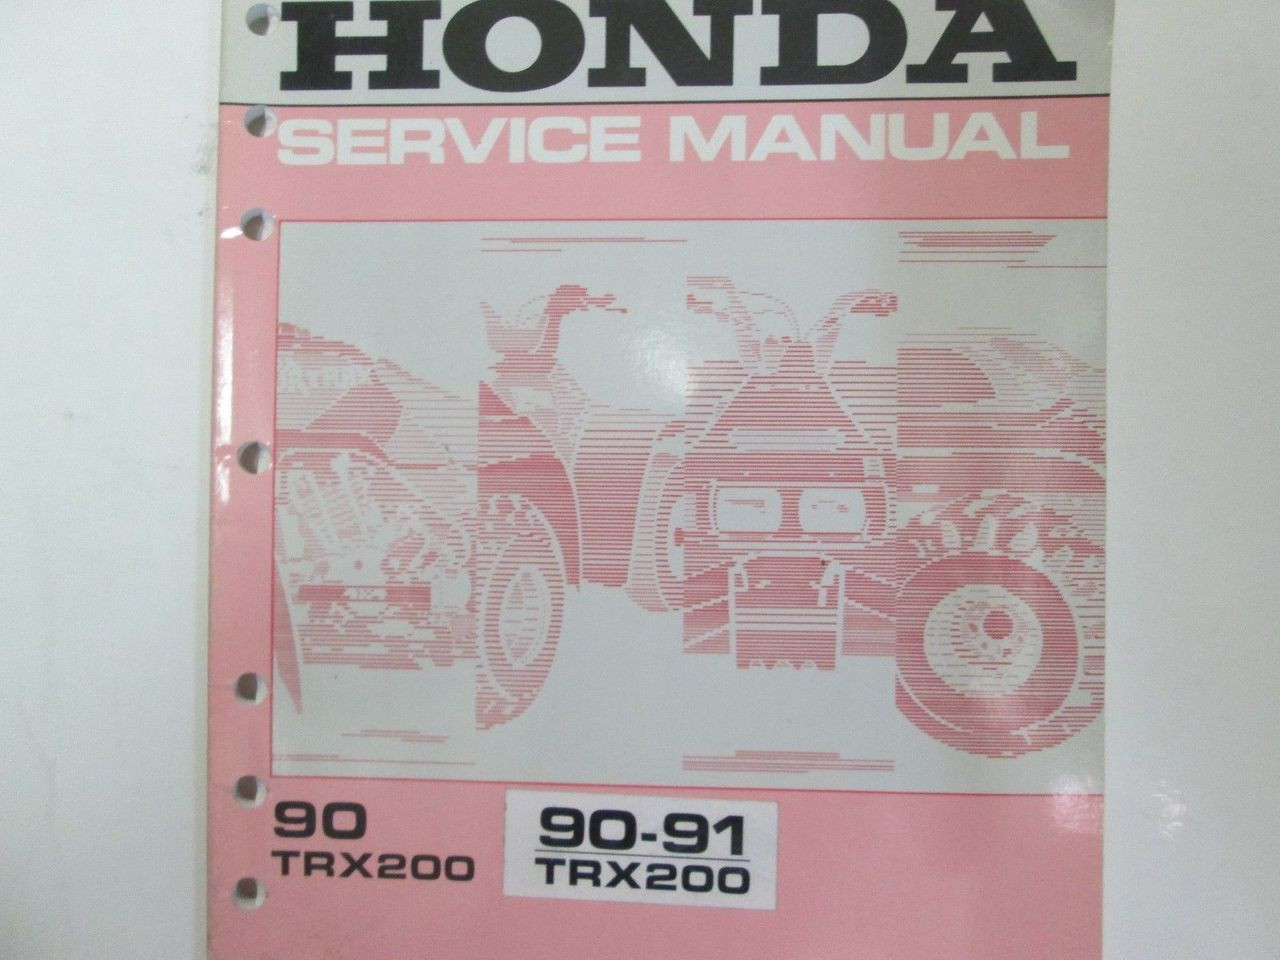 HONDA
SERVICE MANUAL
90
TRX200
90-91
TRX200